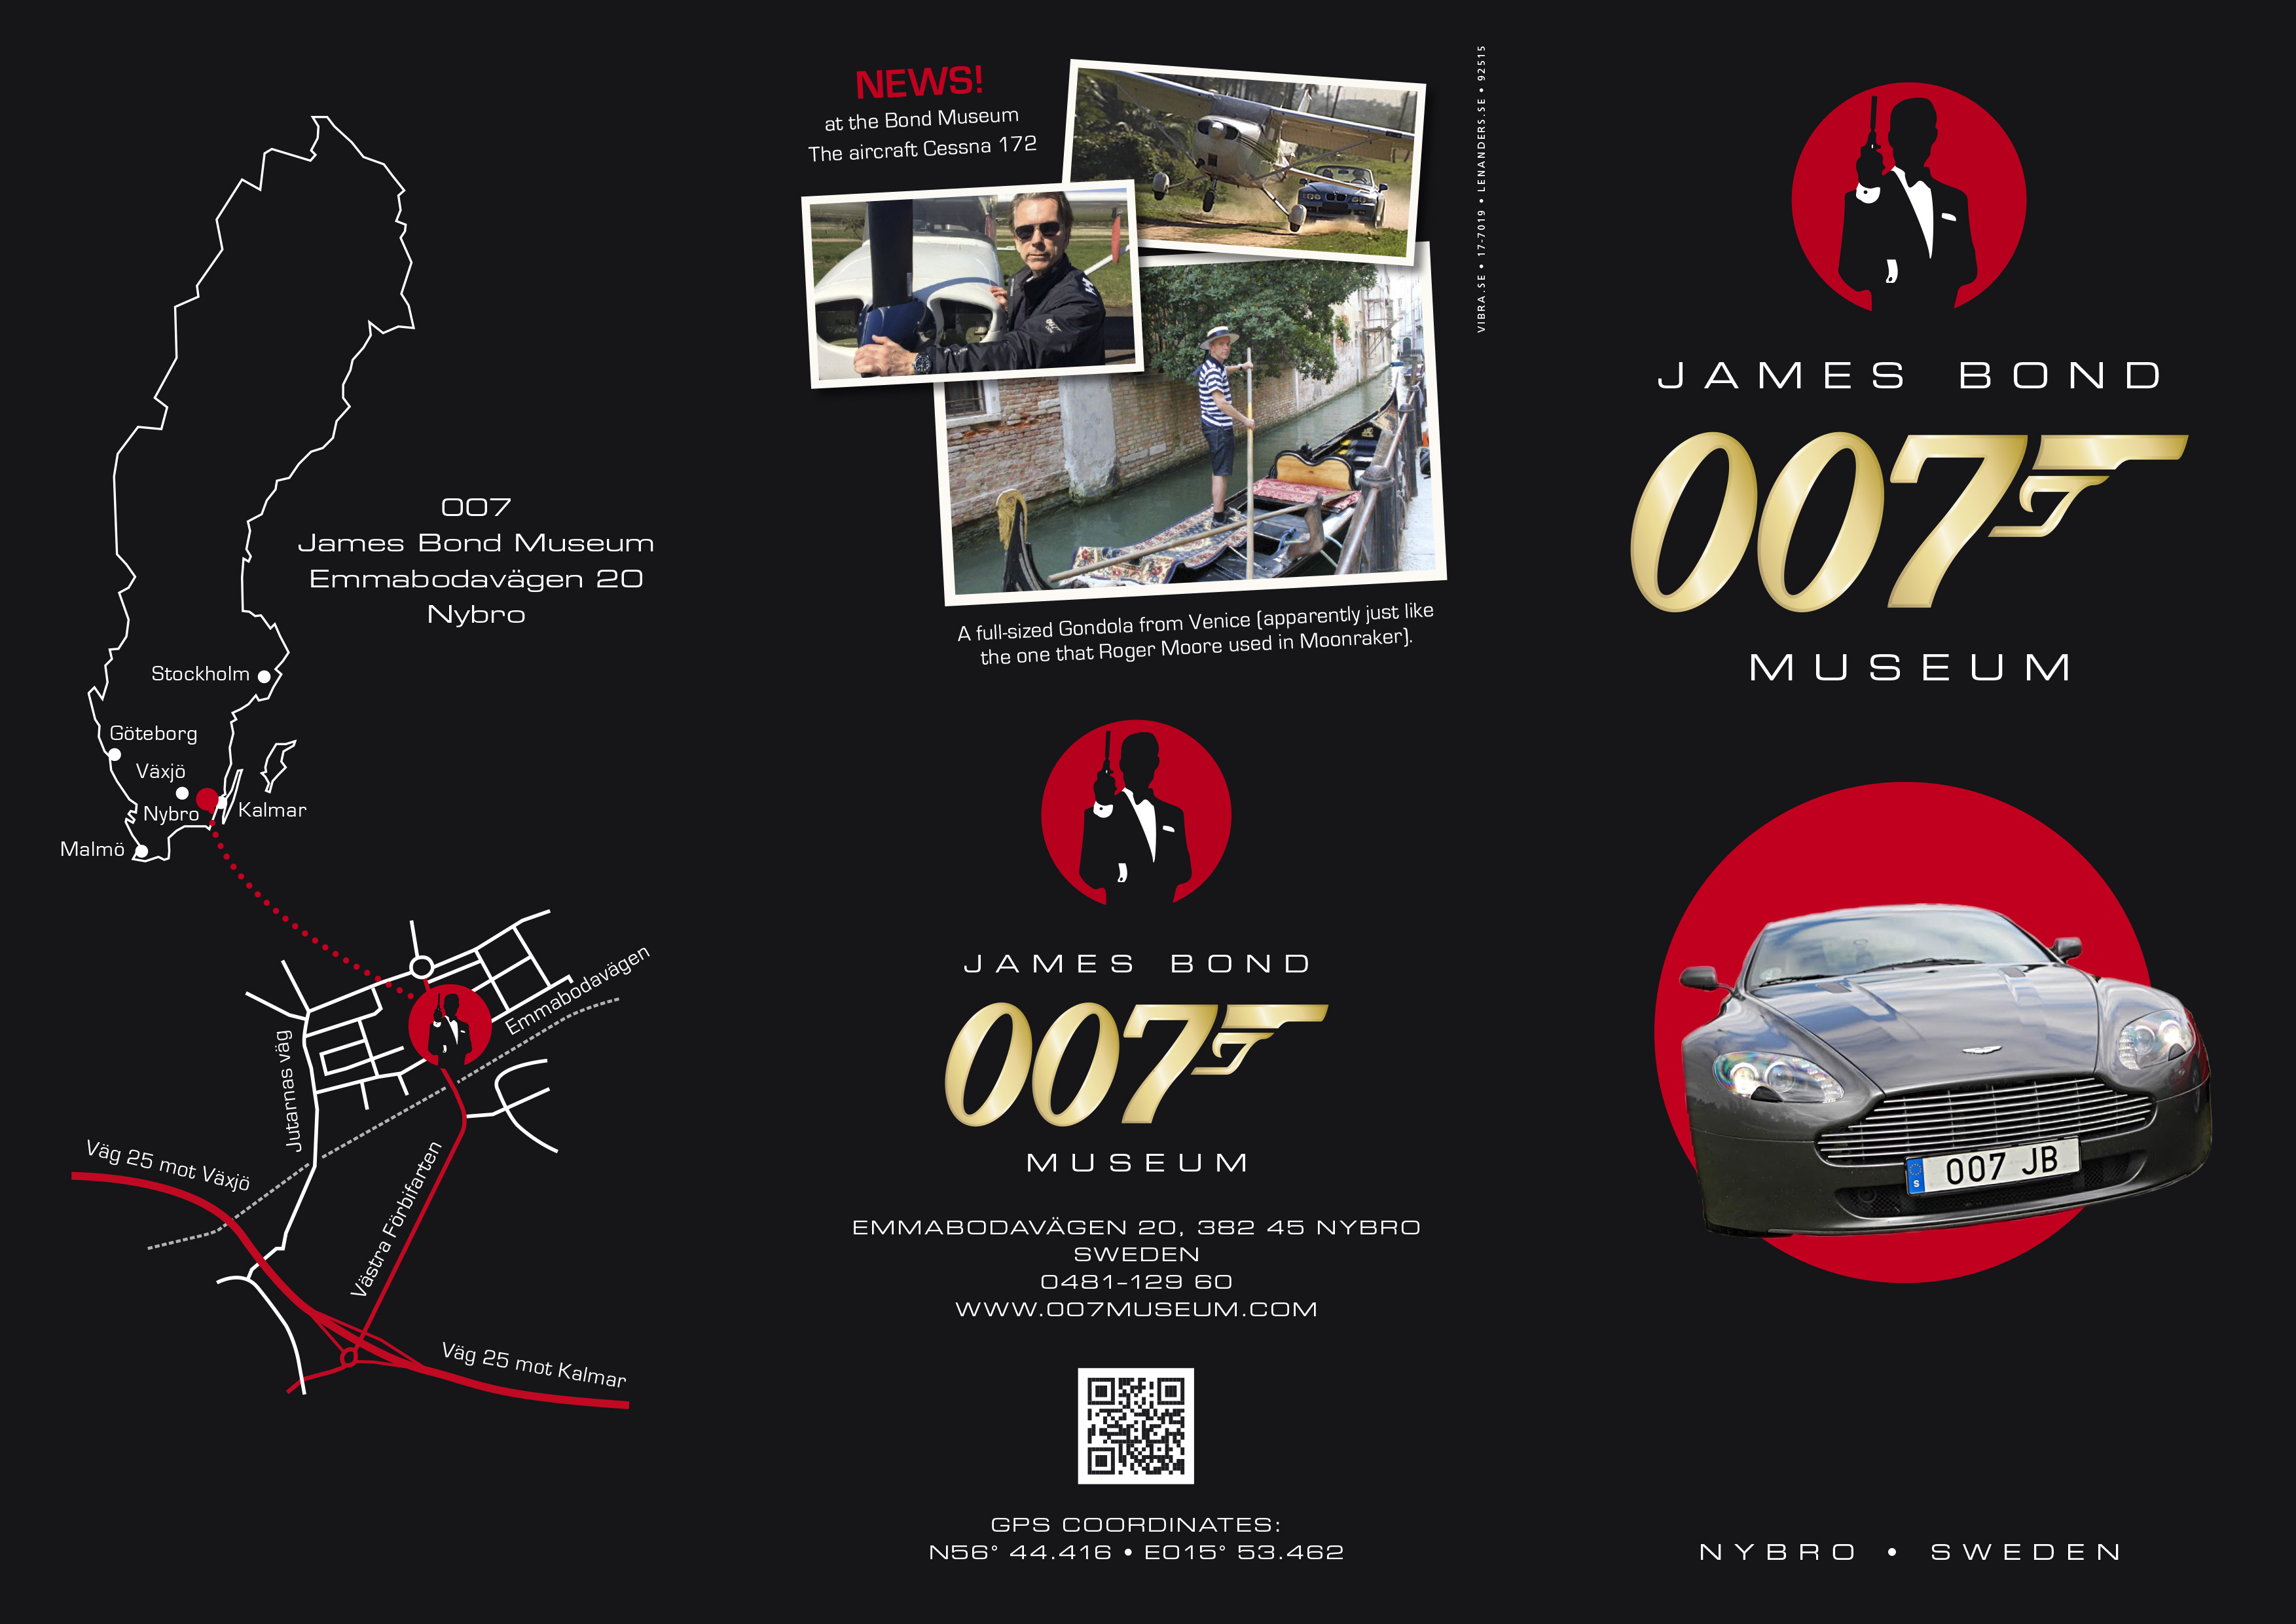 007
James Bond Museum
Emmabodavägen 20
Nybro
Stockholm
Göteborg
Växjö
Nybro
Kalmar
Malmö
Emmabodavägen
Jutarnas väg
Väg 25 mot Växjö
Västra Förbifarten
Väg 25 mot Kalmar
NEWS!
at the Bond Museum
The aircraft Cessna 172
A full-sized Gondola from Venice (apparently just like
the one that Roger Moore used in Moonraker).
JAMES BOND
007
MUSEUM
EMMABODAVÄGEN 20, 382 45 NYBRO
SWEDEN
0481-129 60
WWW.007MUSEUM.COM
GPS COORDINATES:
N56° 44.416 • E015° 53.462
VIBRA.SE • 17-7019 • LENANDERS.SE • 92515
JAMES BOND
007
MUSEUM
S 007 JB
NYBRO • SWEDEN